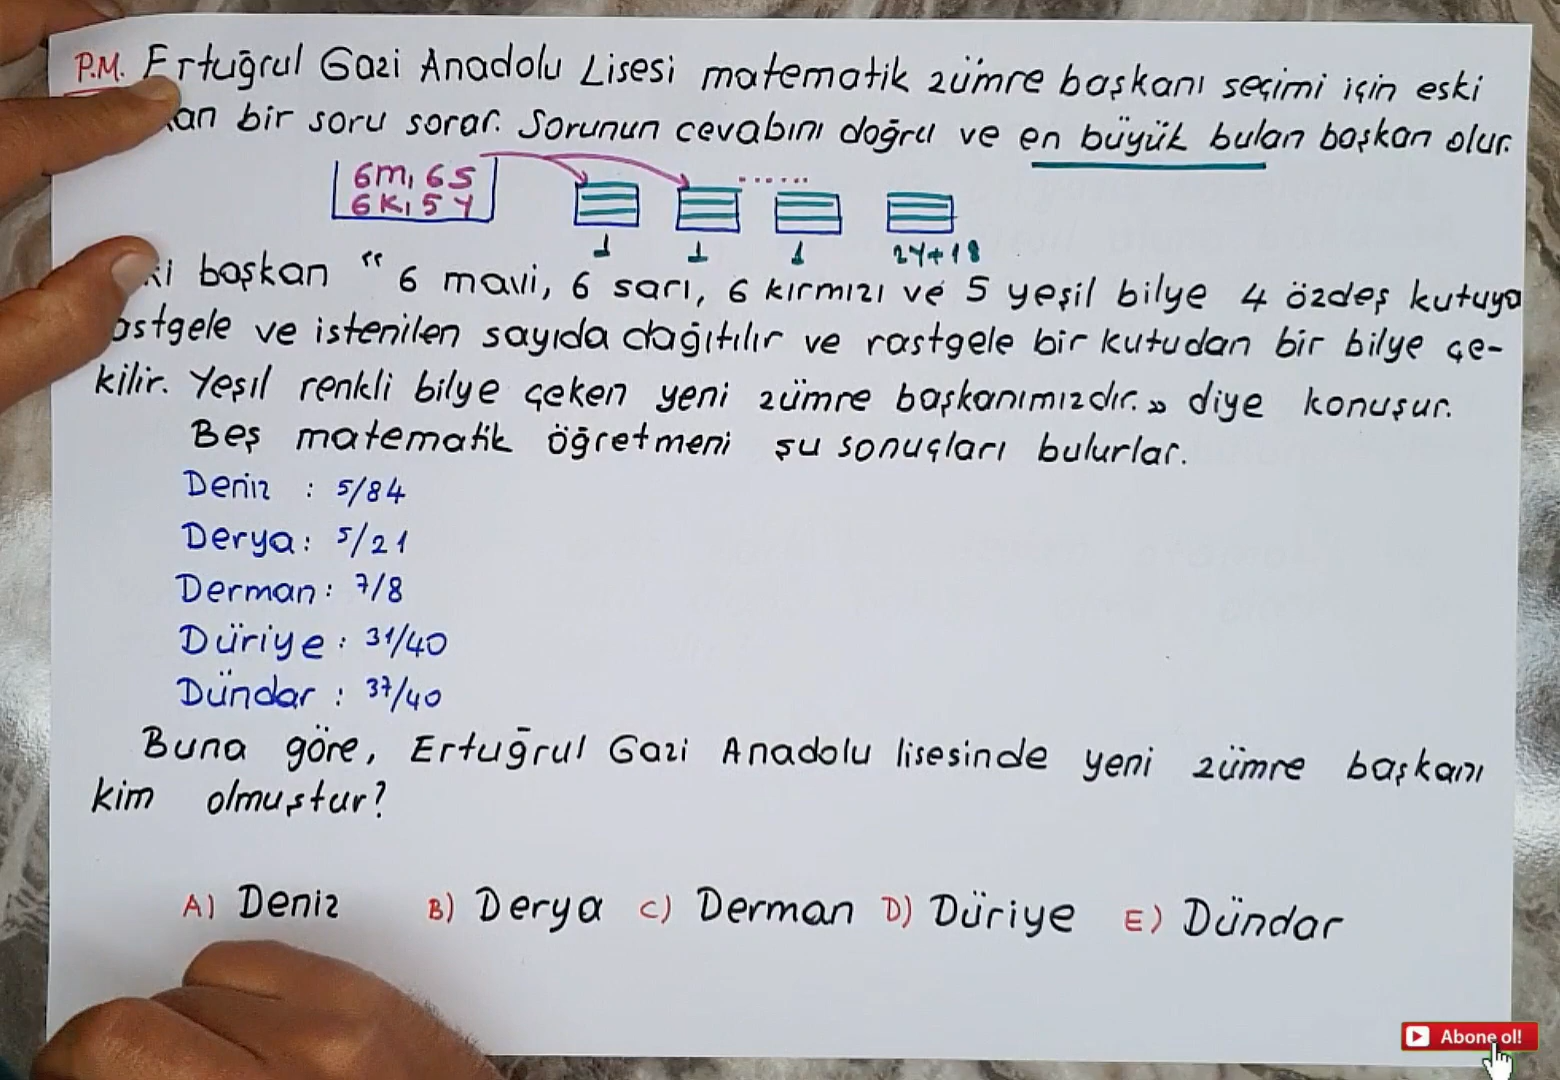 P.M. Ertuğrul Gazi Anadolu Lisesi matematik zümre başkanı seçimi için eski
bir soru sorar. Sorunun cevabını doğru ve en büyük bulan başkan olur.
6M, 6S
6K, 5Y
1 1 1 2Y+18
başkan “ 6 mavi, 6 sarı, 6 kırmızı ve 5 yeşil bilye 4 özdeş kutuya
ve istenilen sayıda dağıtılır ve rastgele bir kutudan bir bilye çe-
kilir. Yeşil renkli bilye çeken yeni zümre başkanımızdır.» diye konuşur.
Beş matematik öğretmeni şu sonuçları bulurlar.
Deniz : 5/84
Derya : 5/21
Derman : 7/8
Düriye : 31/40
Dündar : 37/40
Buna göre, Ertuğrul Gazi Anadolu lisesinde yeni zümre başkanı
kim olmuştur?
A) Deniz B) Derya C) Derman D) Düriye E) Dündar
Abone ol!